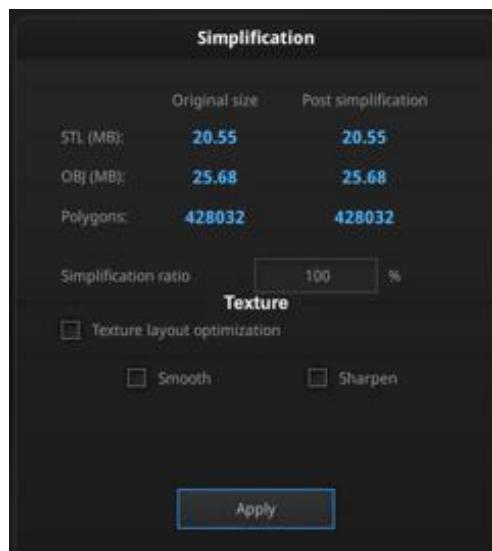 Simplification
Original size Post simplification
STL (MB): 20.55 20.55
OBJ (MB): 25.68 25.68
Polygons: 428032 428032
Simplification ratio 100 %
Texture
Texture layout optimization
Smooth Sharpen
Apply